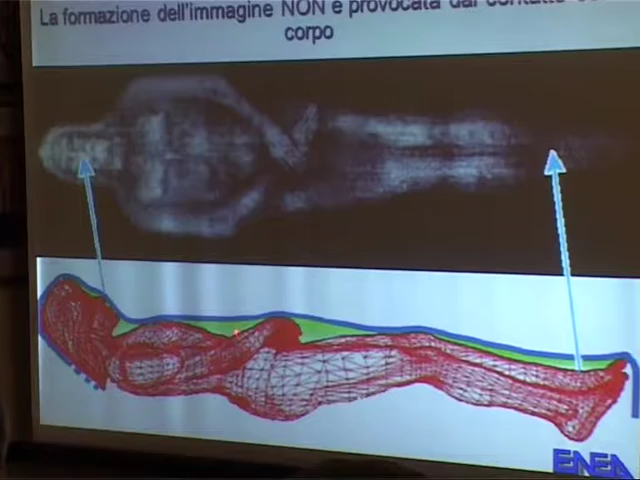 La formazione dell'immagine NON è provocata dal contatto
corpo
ENEA